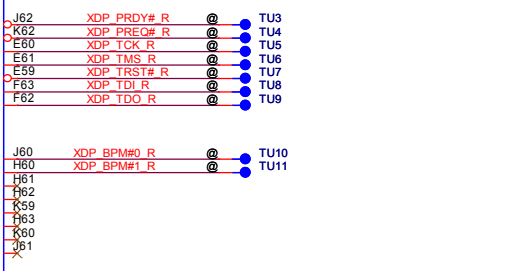 J62 XDP_PRDY#_R @ TU3
K62 XDP_PREQ#_R @ TU4
E60 XDP_TCK_R @ TU5
E61 XDP_TMS_R @ TU6
E59 XDP_TRST#_R @ TU7
F63 XDP_TDI_R @ TU8
F62 XDP_TDO_R @ TU9
J60 XDP_BPM#0_R @ TU10
H60 XDP_BPM#1_R @ TU11
H61
H62
K59
H63
K60
J61